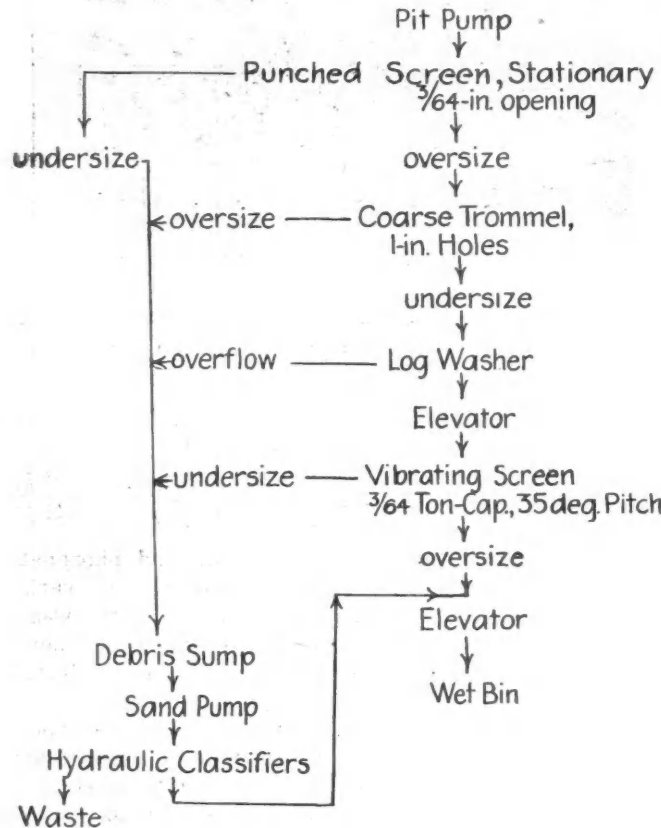 Pit Pump
Punched Screen, Stationary
3/64-in. opening
undersize
oversize
oversize
Coarse Trommel,
1-in. Holes
undersize
overflow
Log Washer
Elevator
undersize
Vibrating Screen
3/64 Ton-Cap., 35 deg. Pitch
oversize
Elevator
Debris Sump
Wet Bin
Sand Pump
Hydraulic Classifiers
Waste